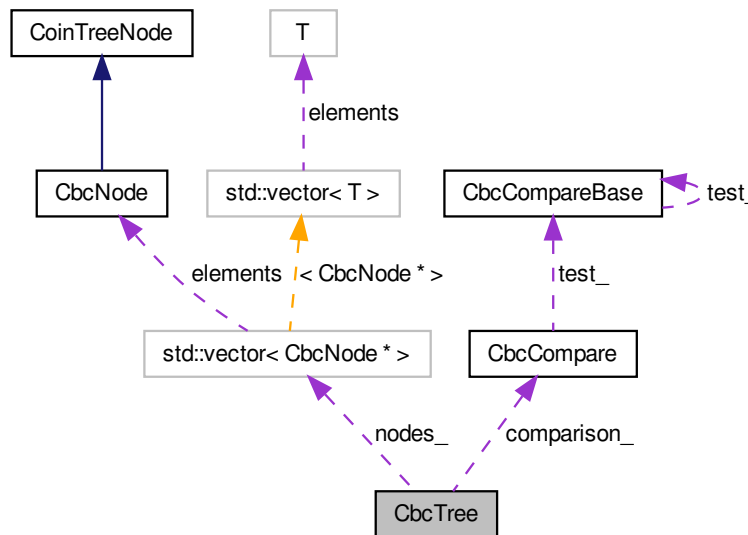 CoinTreeNode
T
elements
CbcNode
std::vector< T >
CbcCompareBase
test_
elements
< CbcNode * >
test_
std::vector< CbcNode * >
CbcCompare
nodes_
comparison_
CbcTree